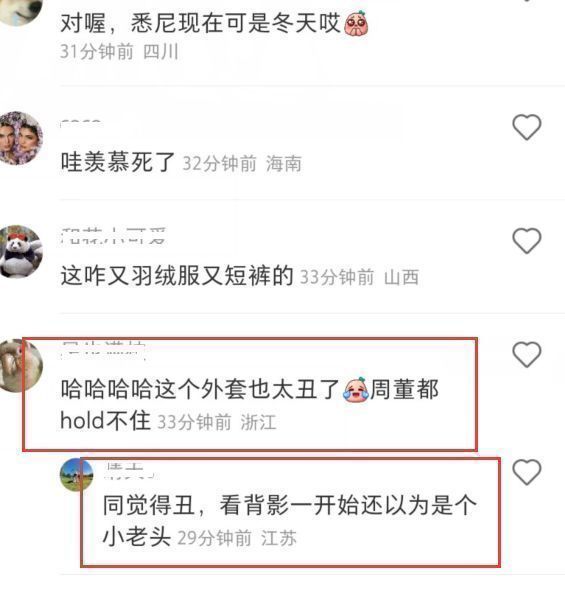 对喔，悉尼现在可是冬天哎
31分钟前 四川
哇羡慕死了 32分钟前 海南
这咋又羽绒服又短裤的 33分钟前 山西
哈哈哈哈这个外套也太丑了周董都
hold不住 33分钟前 浙江
同觉得丑，看背影一开始还以为是个
小老头 29分钟前 江苏